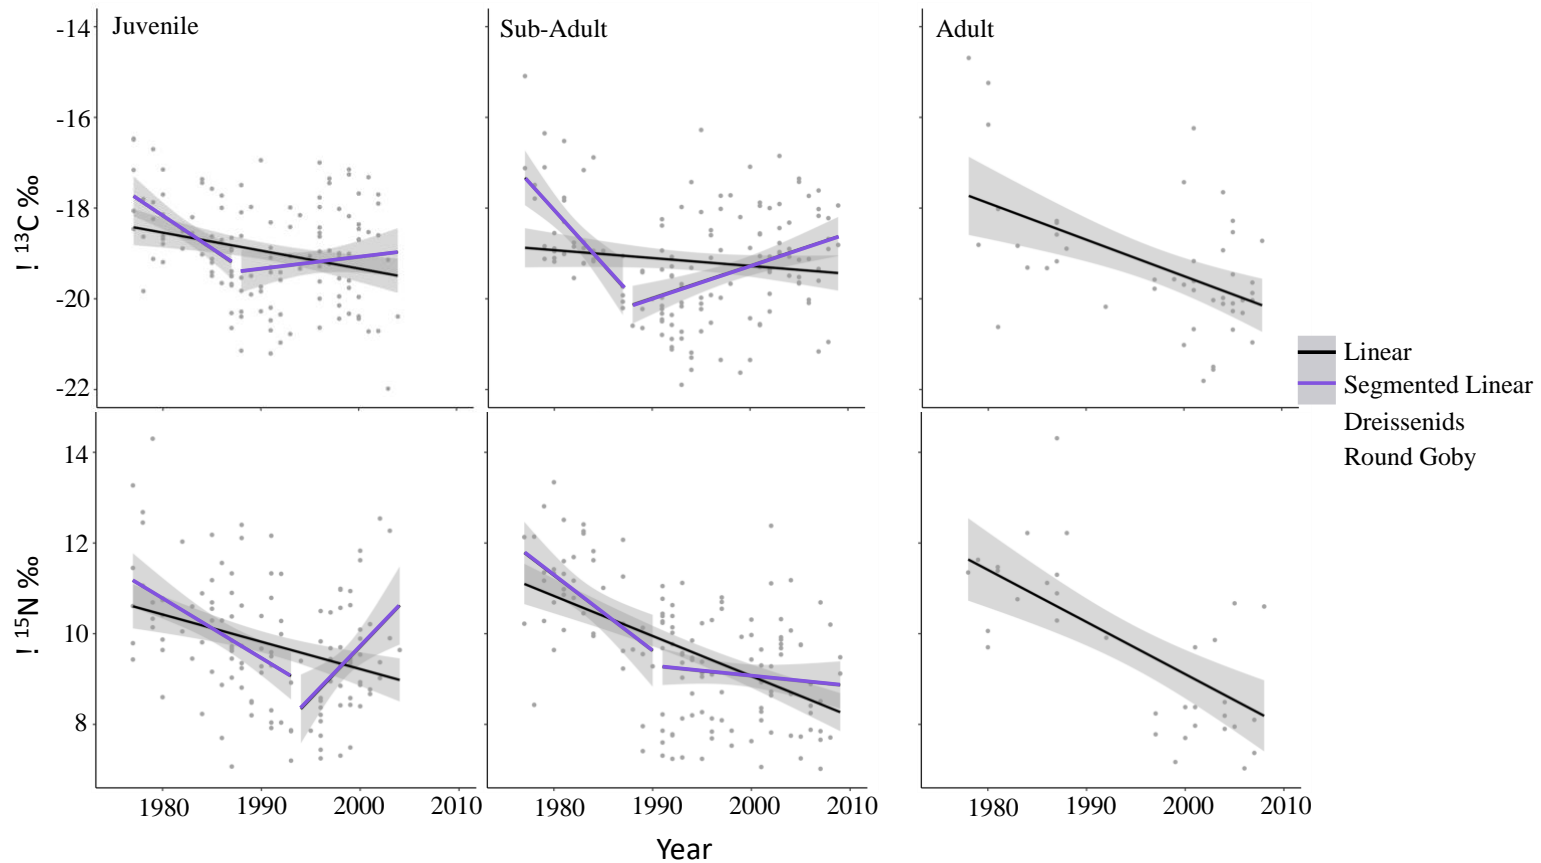 Juvenile
Sub-Adult
Adult
-14
-16
-18
-20
-22
! 13C ‰
Linear
Segmented Linear
Dreissenids
Round Goby
14
12
10
8
! 15N ‰
1980 1990 2000 2010
1980 1990 2000 2010
1980 1990 2000 2010
Year